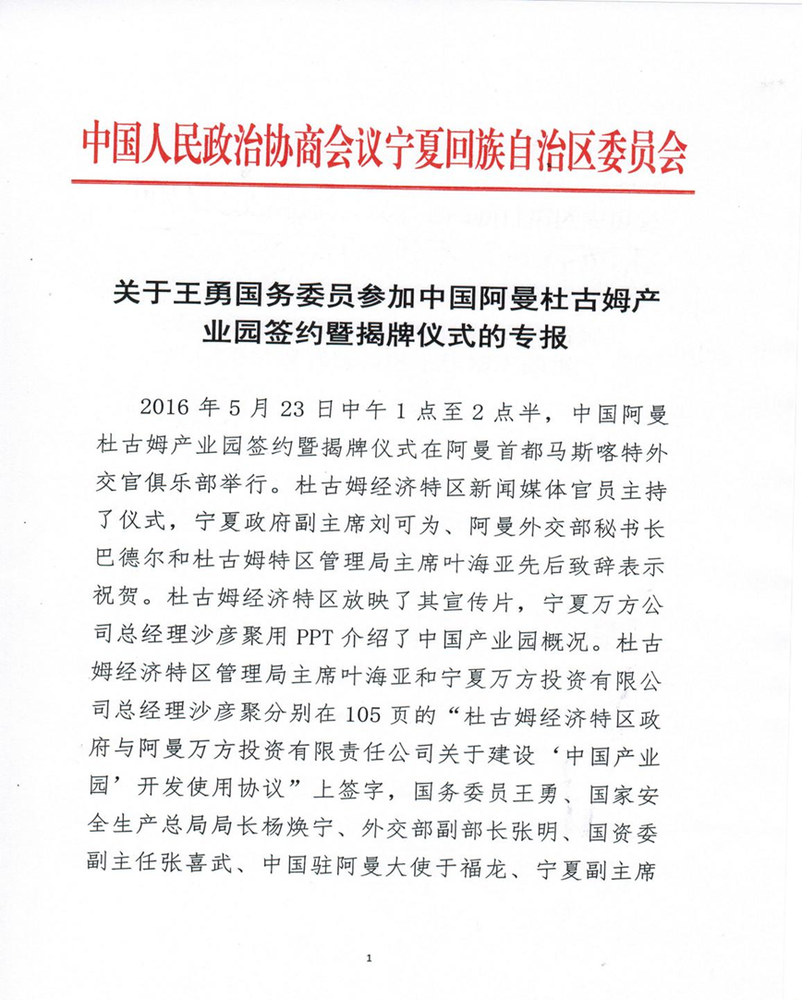 中国人民政治协商会议宁夏回族自治区委员会
关于王勇国务委员参加中国阿曼杜古姆产
业园签约暨揭牌仪式的专报
2016 年 5 月 23 日中午 1 点至 2 点半，中国阿曼
杜古姆产业园签约暨揭牌仪式在阿曼首都马斯喀特外
交官俱乐部举行。杜古姆经济特区新闻媒体官员主持
了仪式，宁夏政府副主席刘可为、阿曼外交部秘书长
巴德尔和杜古姆特区管理局主席叶海亚先后致辞表示
祝贺。杜古姆经济特区放映了其宣传片，宁夏万方公
司总经理沙彦聚用 PPT 介绍了中国产业园概况。杜古
姆经济特区管理局主席叶海亚和宁夏万方投资有限公
司总经理沙彦聚分别在 105 页的“杜古姆经济特区政
府与阿曼万方投资有限责任公司关于建设‘中国产业
园’开发使用协议”上签字，国务委员王勇、国家安
全生产总局局长杨焕宁、外交部副部长张明、国资委
副主任张喜武、中国驻阿曼大使于福龙、宁夏副主席
1